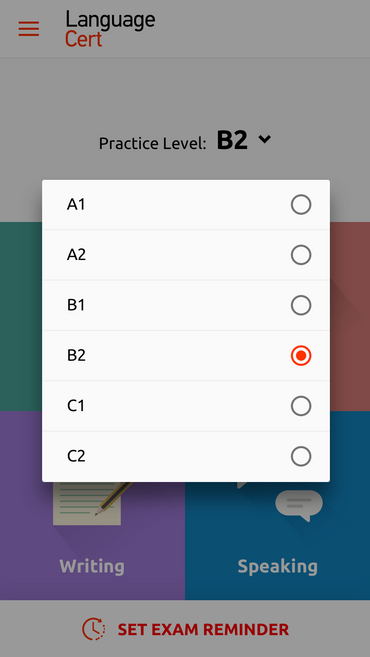 Language
Cert
Practice Level: B2
A1
A2
B1
B2
C1
C2
Writing
Speaking
SET EXAM REMINDER